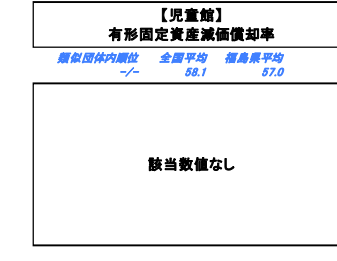 【児童館】
有形固定資産減価償却率
類似団体内順位 全国平均 福島県平均
-/- 58.1 57.0
該当数値なし